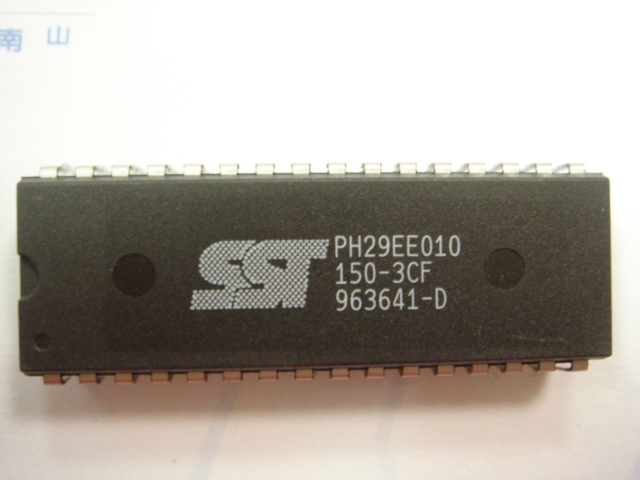 南 山
SST
PH29EE010
150-3CF
963641-D